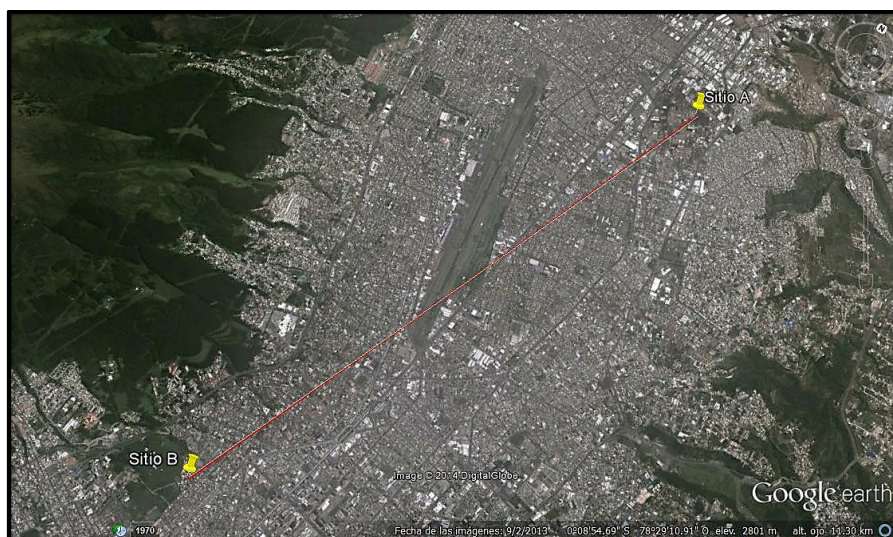 N
Sitio A
Sitio B
Image © 2014 DigitalGlobe
Google earth
1970
Fecha de las imágenes: 9/2/2013 0°08'54.69" S - 78°29'10.91" O elev. 2801 m alt. ojo 11.30 km